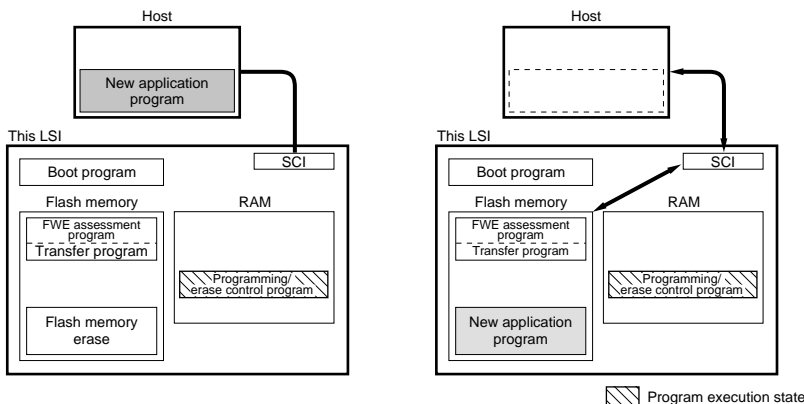 Host
New application
program
This LSI
SCI
Boot program
Flash memory
RAM
FWE assessment
program
Transfer program
Programming/
erase control program
Flash memory
erase
Host
This LSI
SCI
Boot program
Flash memory
RAM
FWE assessment
program
Transfer program
Programming/
erase control program
New application
program
Program execution state